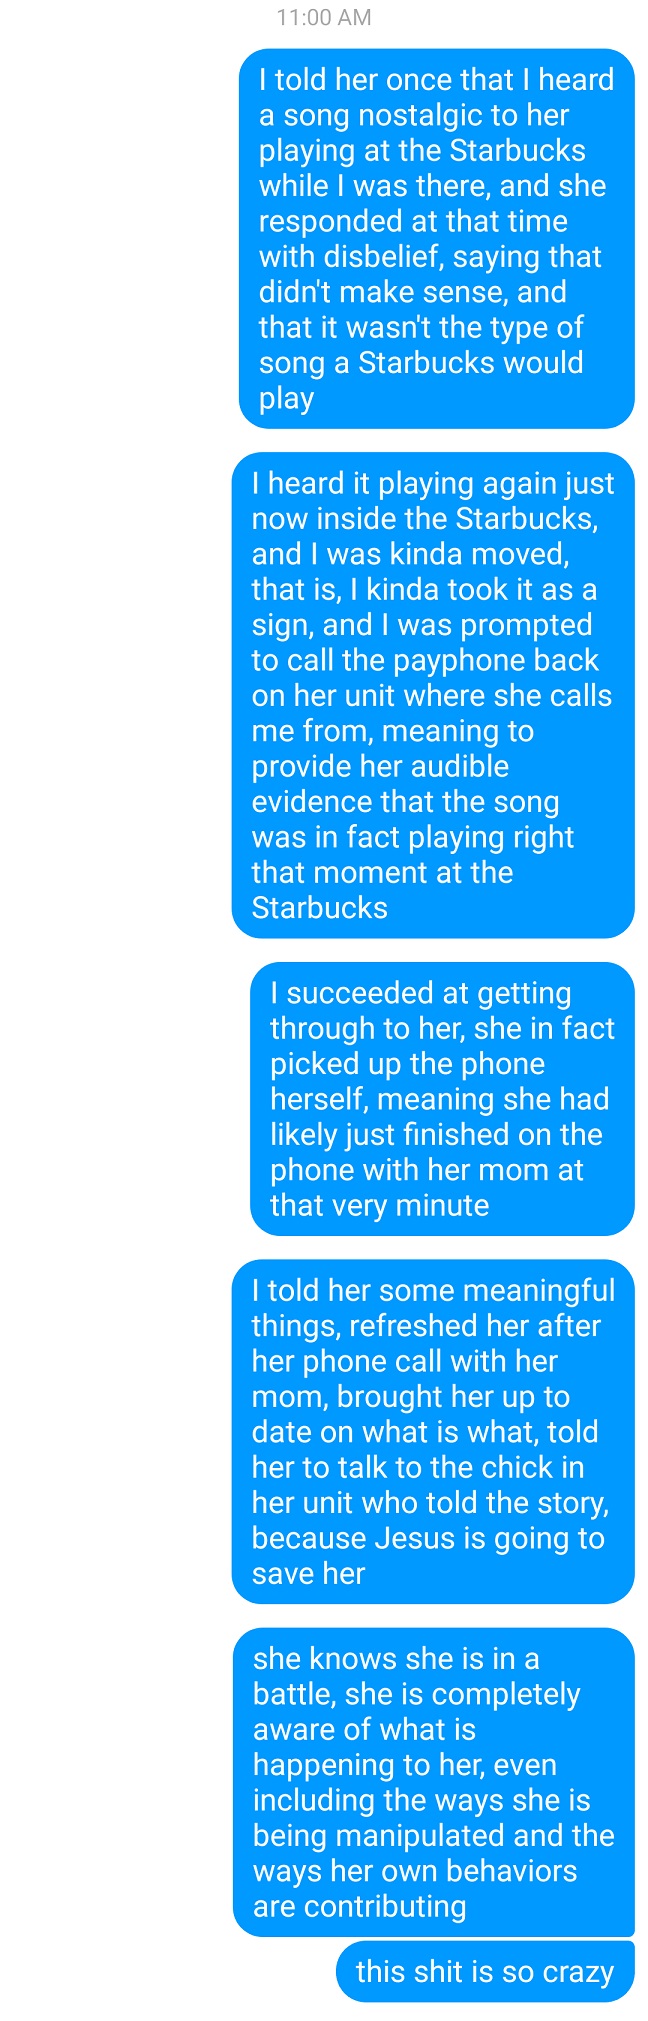 11:00 AM
I told her once that I heard
a song nostalgic to her
playing at the Starbucks
while I was there, and she
responded at that time
with disbelief, saying that
didn't make sense, and
that it wasn't the type of
song a Starbucks would
play
I heard it playing again just
now inside the Starbucks,
and I was kinda moved,
that is, I kinda took it as a
sign, and I was prompted
to call the payphone back
on her unit where she calls
me from, meaning to
provide her audible
evidence that the song
was in fact playing right
that moment at the
Starbucks
I succeeded at getting
through to her, she in fact
picked up the phone
herself, meaning she had
likely just finished on the
phone with her mom at
that very minute
I told her some meaningful
things, refreshed her after
her phone call with her
mom, brought her up to
date on what is what, told
her to talk to the chick in
her unit who told the story,
because Jesus is going to
save her
she knows she is in a
battle, she is completely
aware of what is
happening to her, even
including the ways she is
being manipulated and the
ways her own behaviors
are contributing
this shit is so crazy